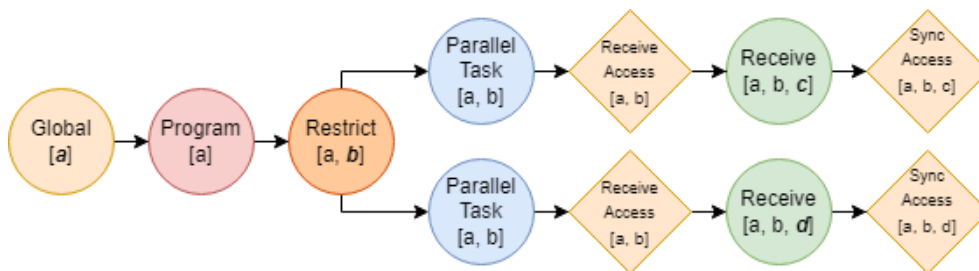 Parallel
Task
[a, b]
Receive
Access
[a, b]
Receive
[a, b, c]
Sync
Access
[a, b, c]
Global
[a]
Program
[a]
Restrict
[a, b]
Parallel
Task
[a, b]
Receive
Access
[a, b]
Receive
[a, b, d]
Sync
Access
[a, b, d]